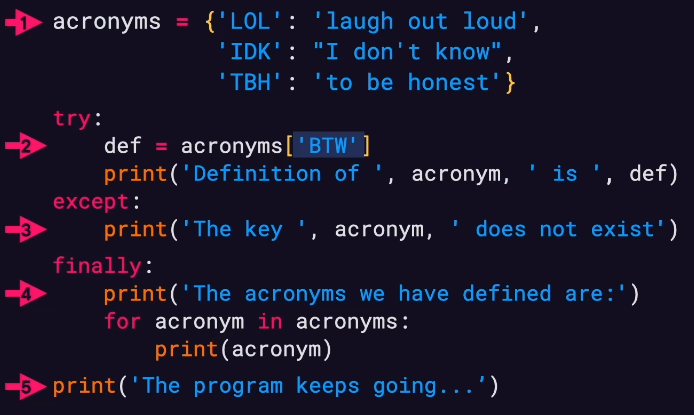 1 acronyms = {'LOL': 'laugh out loud',
'IDK': "I don't know",
'TBH': 'to be honest'}
try:
2 def = acronyms['BTW']
print('Definition of ', acronym, ' is ', def)
except:
3 print('The key ', acronym, ' does not exist')
finally:
4 print('The acronyms we have defined are:')
for acronym in acronyms:
print(acronym)
5 print('The program keeps going...’)